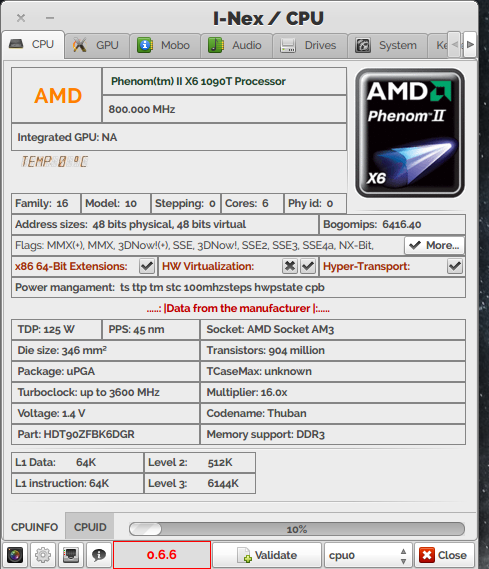 I-Nex / CPU
CPU GPU Mobo Audio Drives System
AMD
Phenom(tm) II X6 1090T Processor
800.000 MHz
Integrated GPU: NA
TEMP: 0 °C
AMD
Phenom II
X6
Family: 16 Model: 10 Stepping: 0 Cores: 6 Phy id: 0
Address sizes: 48 bits physical, 48 bits virtual Bogomips: 6416.40
Flags: MMX(+), MMX, 3DNow!(+), SSE, 3DNow!, SSE2, SSE3, SSE4a, NX-Bit, More...
x86 64-Bit Extensions: HW Virtualization: Hyper-Transport:
Power mangament: ts ttp tm stc 100mhzsteps hwpstate cpb
.....: |Data from the manufacturer |:.....
TDP: 125 W PPS: 45 nm Socket: AMD Socket AM3
Die size: 346 mm² Transistors: 904 million
Package: uPGA TCaseMax: unknown
Turboclock: up to 3600 MHz Multiplier: 16.0x
Voltage: 1.4 V Codename: Thuban
Part: HDT90ZFBK6DGR Memory support: DDR3
L1 Data: 64K Level 2: 512K
L1 instruction: 64K Level 3: 6144K
CPUINFO CPUID 10%
0.6.6 Validate cpu0 Close